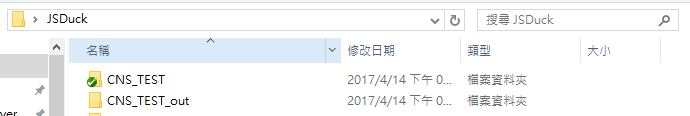 JSDuck
搜尋 JSDuck
名稱 修改日期 類型 大小
CNS_TEST 2017/4/14 下午 0... 檔案資料夾
ver CNS_TEST_out 2017/4/14 下午 0... 檔案資料夾